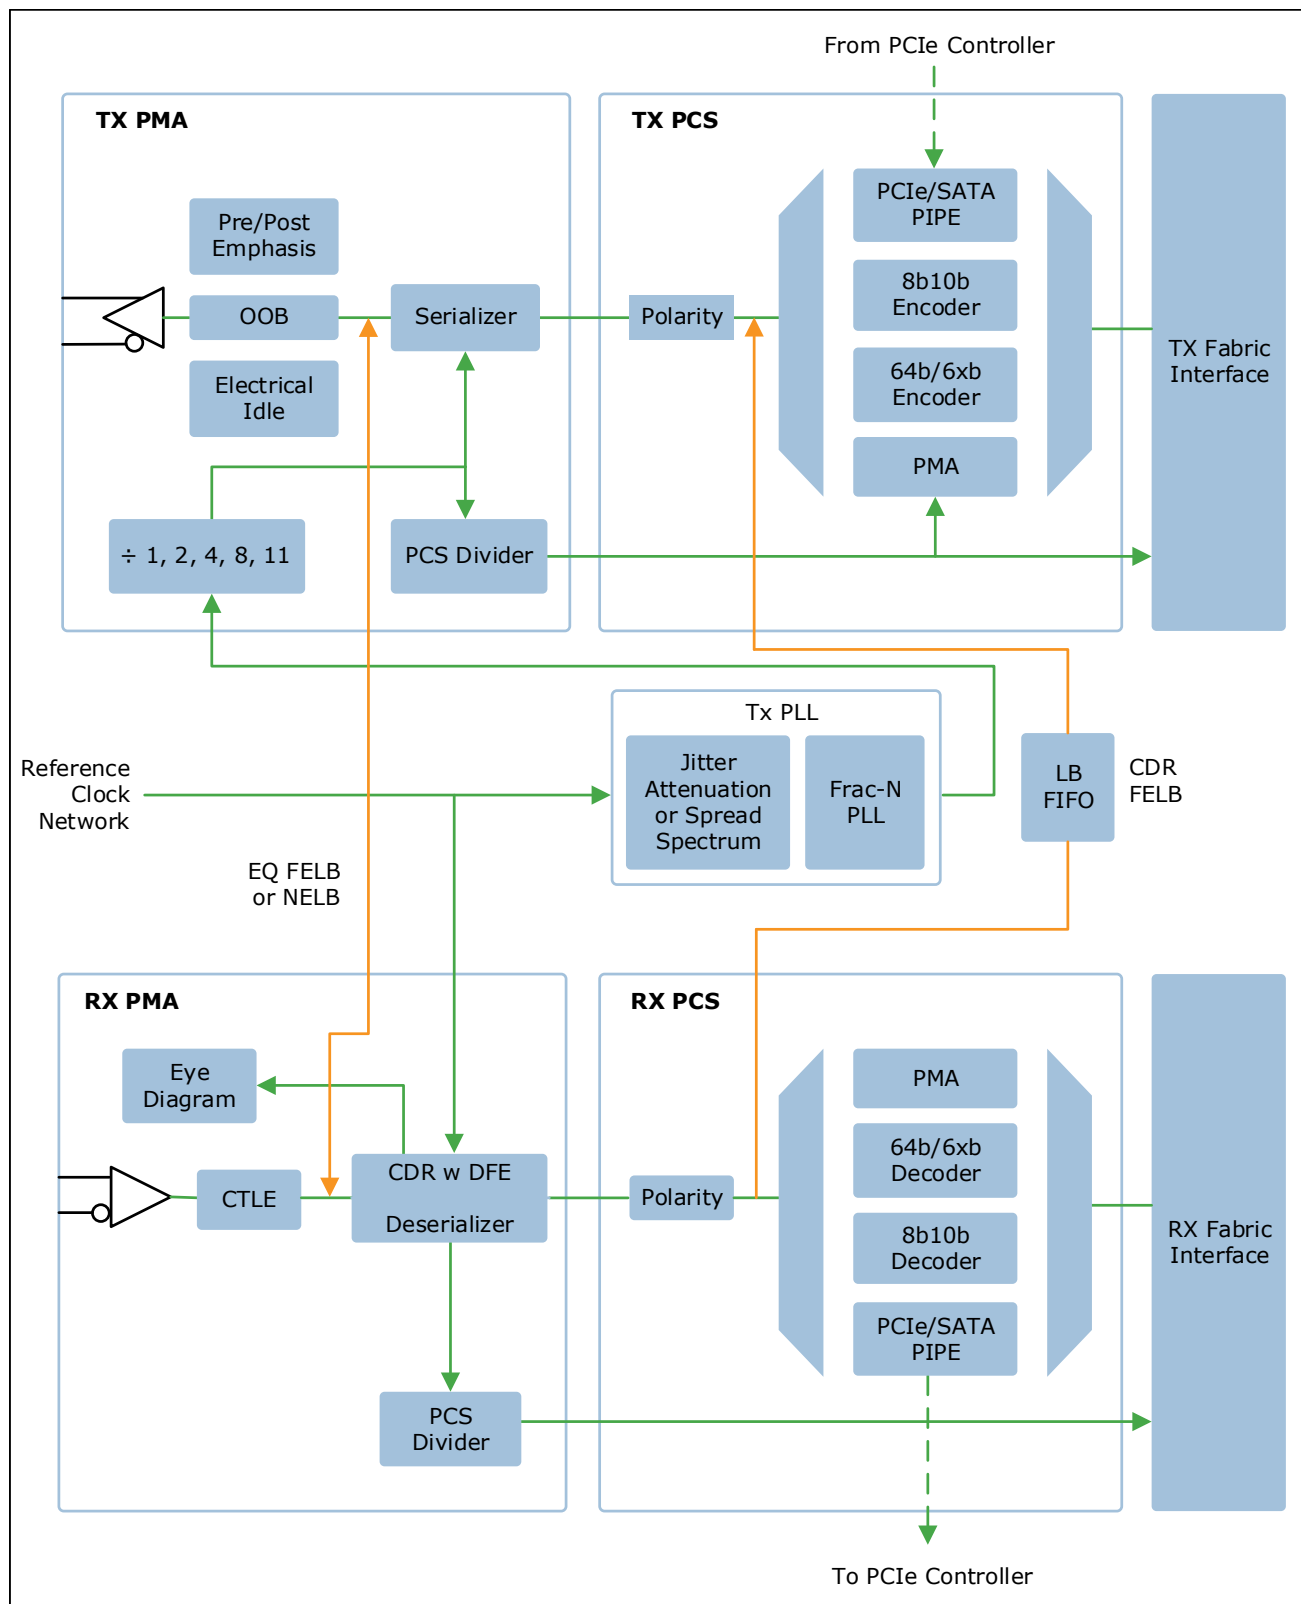 From PCIe Controller
TX PMA
TX PCS
Pre/Post
Emphasis
OOB
Electrical
Idle
Serializer
÷ 1, 2, 4, 8, 11
PCS Divider
Polarity
PCIe/SATA
PIPE
8b10b
Encoder
64b/6xb
Encoder
PMA
TX Fabric
Interface
Reference
Clock
Network
Tx PLL
Jitter
Attenuation
or Spread
Spectrum
Frac-N
PLL
LB
FIFO
CDR
FELB
EQ FELB
or NELB
RX PMA
RX PCS
Eye
Diagram
CTLE
CDR w DFE
Deserializer
PCS
Divider
Polarity
PMA
64b/6xb
Decoder
8b10b
Decoder
PCIe/SATA
PIPE
RX Fabric
Interface
To PCIe Controller